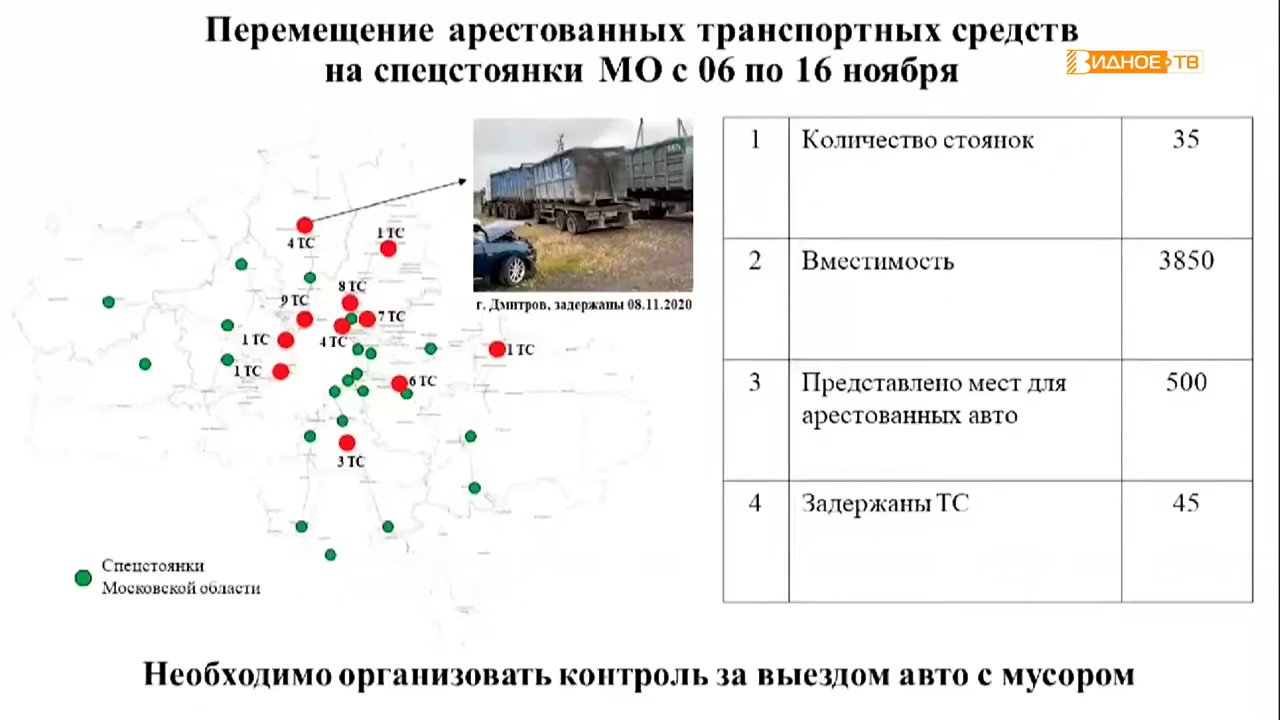 Перемещение арестованных транспортных средств
на спецстоянки МО с 06 по 16 ноября
ВИДНОЕ-ТВ
4 ТС
1 ТС
8 ТС
9 ТС
7 ТС
4 ТС
1 ТС
1 ТС
1 ТС
6 ТС
3 ТС
г. Дмитров, задержаны 08.11.2020
1 Количество стоянок 35
2 Вместимость 3850
3 Представлено мест для 500
арестованных авто
4 Задержаны ТС 45
Спецстоянки
Московской области
Необходимо организовать контроль за выездом авто с мусором